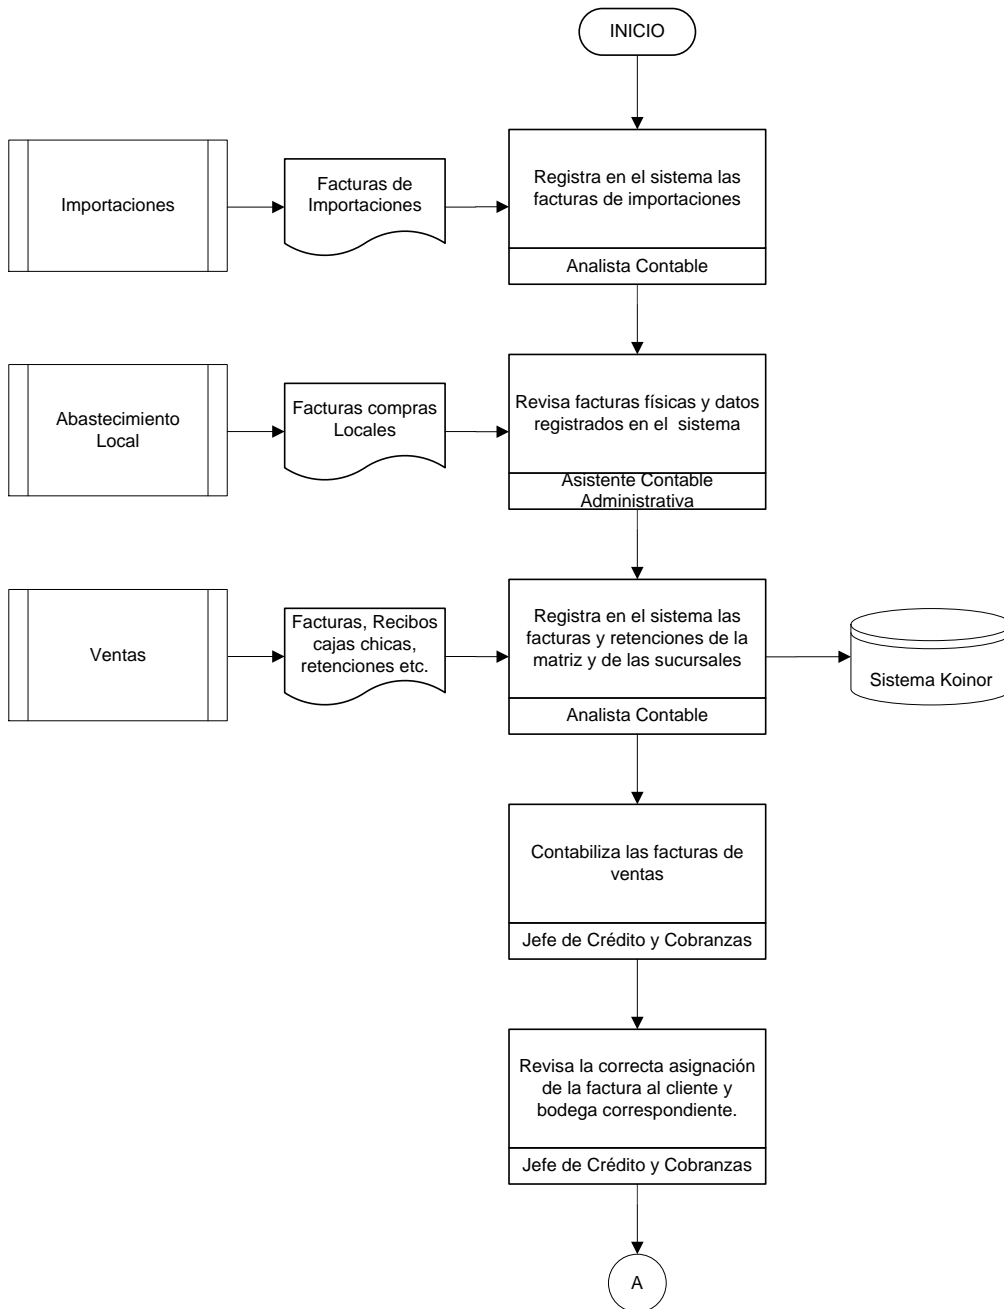 INICIO
Importaciones
Facturas de
Importaciones
Registra en el sistema las
facturas de importaciones
Analista Contable
Abastecimiento
Local
Facturas compras
Locales
Revisa facturas físicas y datos
registrados en el  sistema
Asistente Contable
Administrativa
Ventas
Facturas, Recibos
cajas chicas,
retenciones etc.
Registra en el sistema las
facturas y retenciones de la
matriz y de las sucursales
Analista Contable
Sistema Koinor
Contabiliza las facturas de
ventas
Jefe de Crédito y Cobranzas
Revisa la correcta asignación
de la factura al cliente y
bodega correspondiente.
Jefe de Crédito y Cobranzas
A